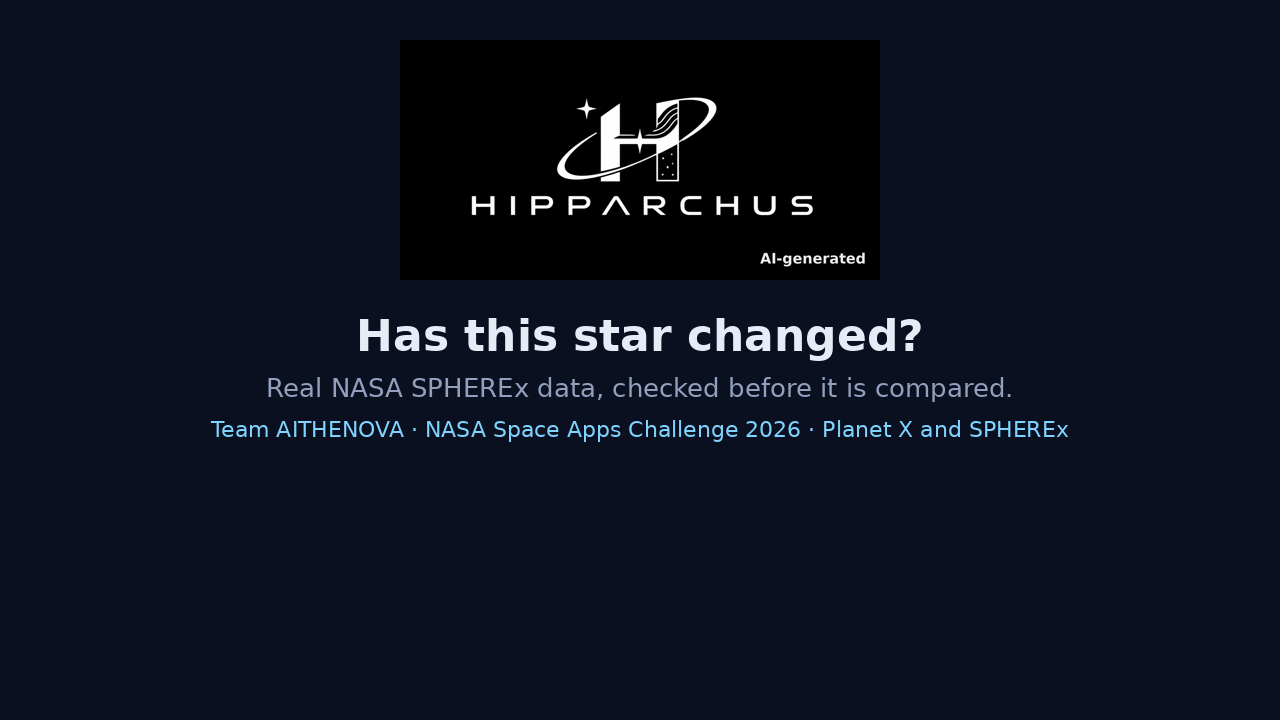 HIPPARCHUS
AI-generated
Has this star changed?
Real NASA SPHEREx data, checked before it is compared.
Team AITHENOVA · NASA Space Apps Challenge 2026 · Planet X and SPHEREx